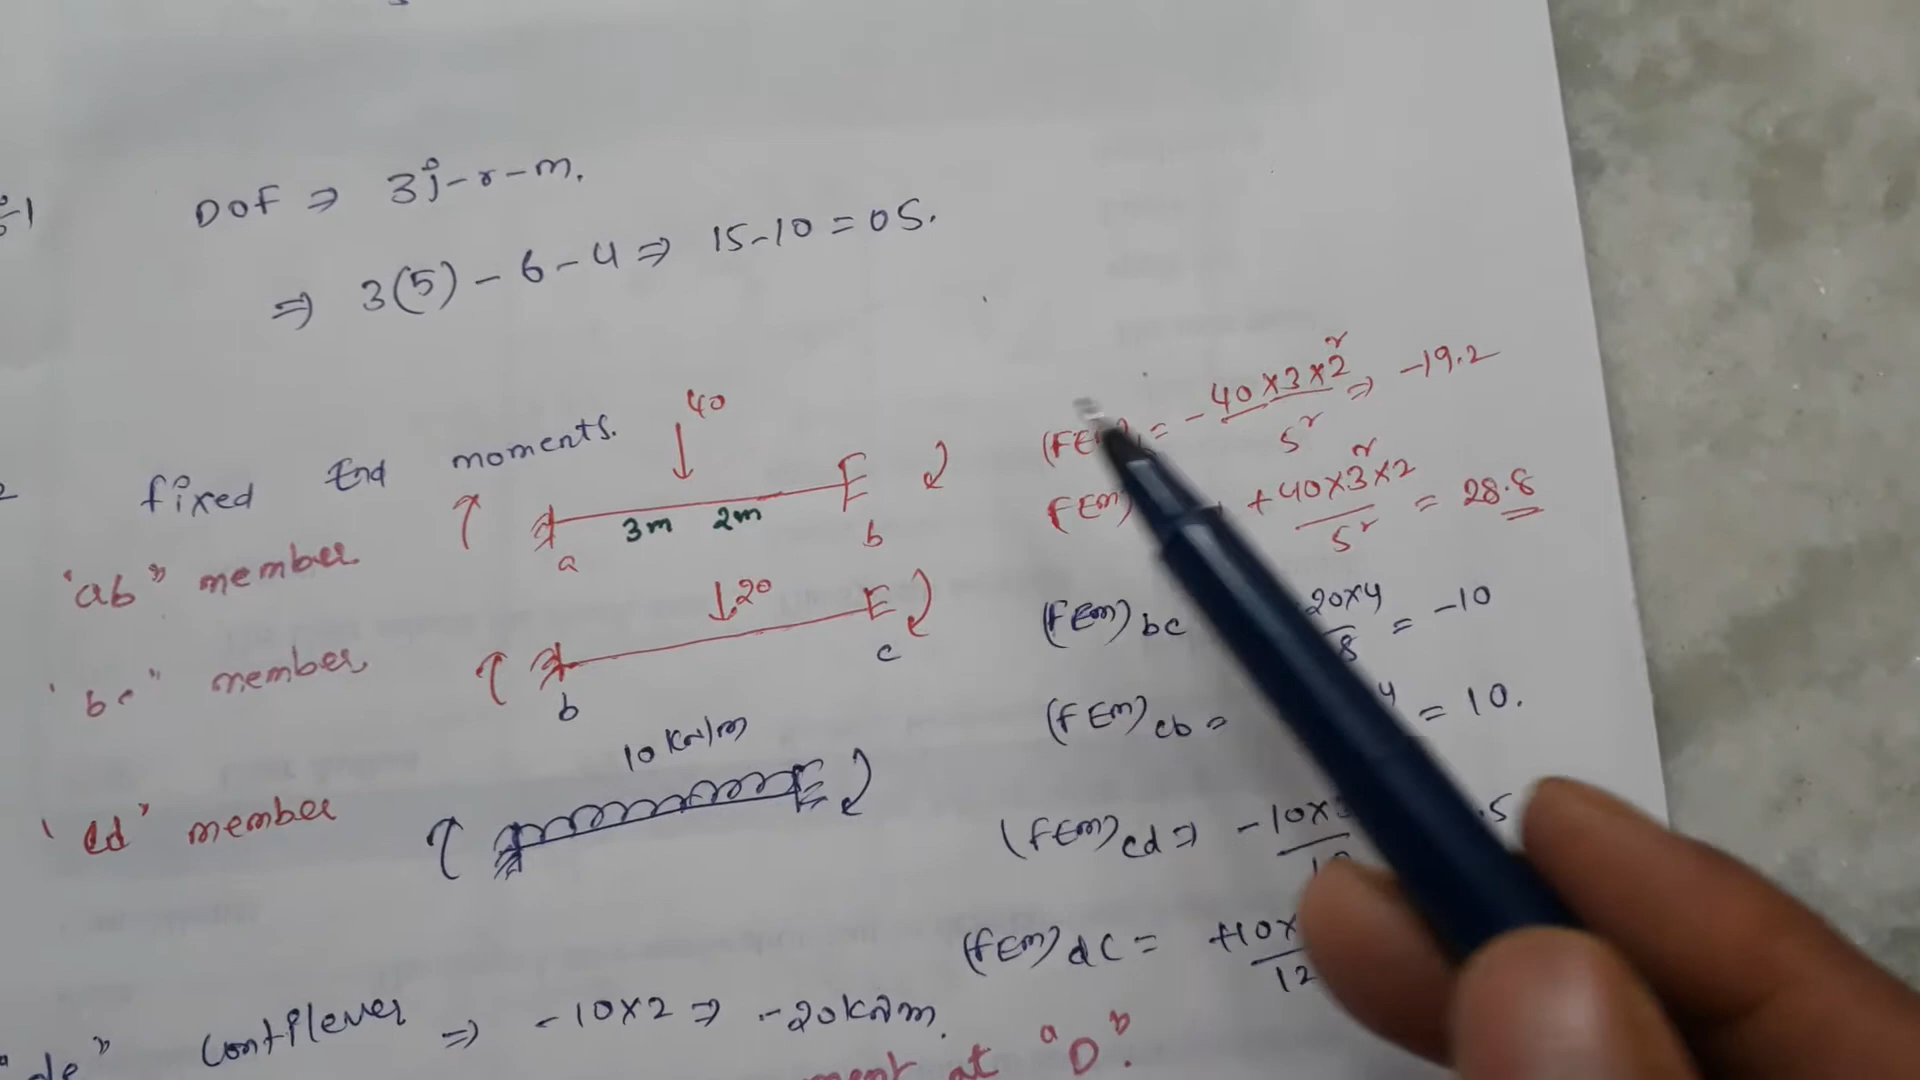 DOF ⇒ 3j-r-m.
⇒ 3(5) - 6 - 4 ⇒ 15-10 = 05.
fixed End moments.
"ab" member
40
3m 2m
a b
(FEM) = - 40×3×2² / 5² ⇒ -19.2
FEM) + 40×3²×2 / 5² = 28.8
"bc" member
20
b c
(FEM) bc 20×4 / 8 = -10
(FEM) cb = = 10.
"cd" member
10 KN/m
(FEM) cd ⇒ -10×
(FEM) dc = +10× / 12
"de" Contilever ⇒ -10×2 ⇒ -20KNm.
at "D".